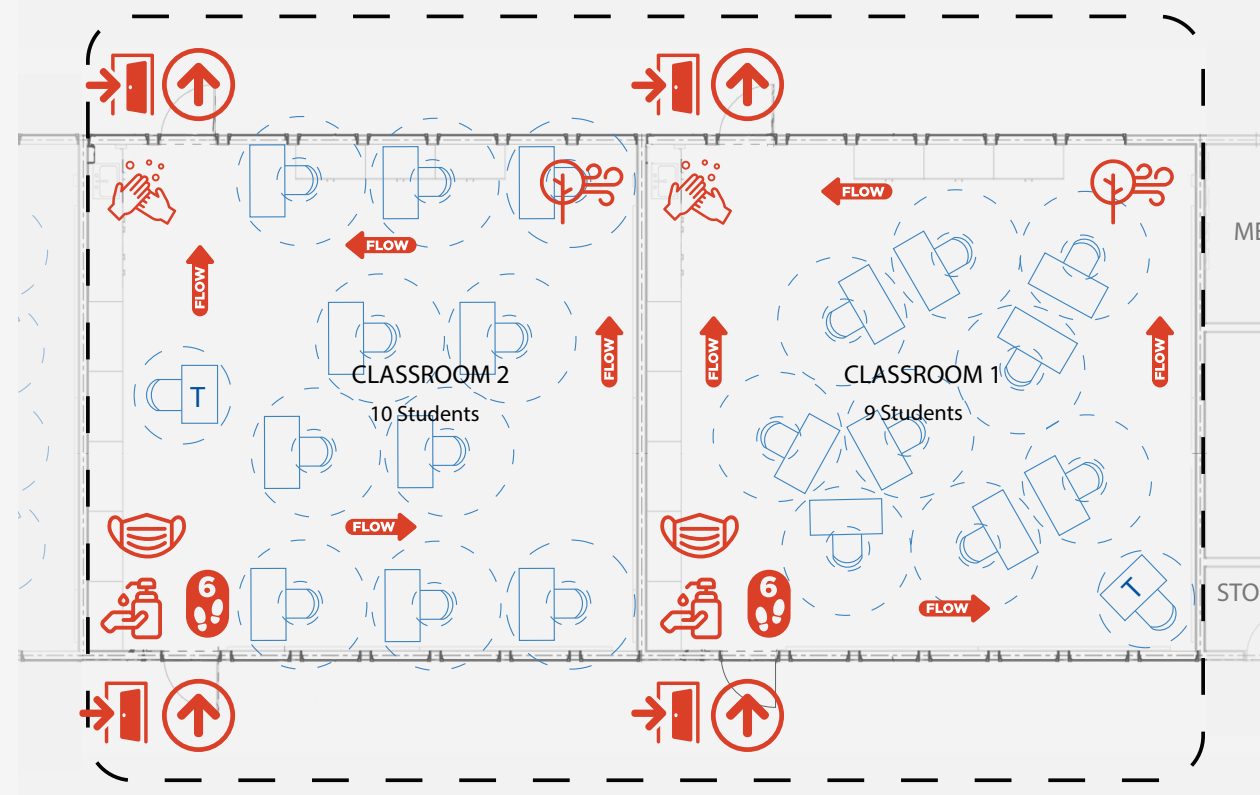 FLOW
FLOW
FLOW
FLOW
FLOW
FLOW
FLOW
FLOW
CLASSROOM 2
10 Students
CLASSROOM 1
9 Students
T
T
6
6
ME
STO